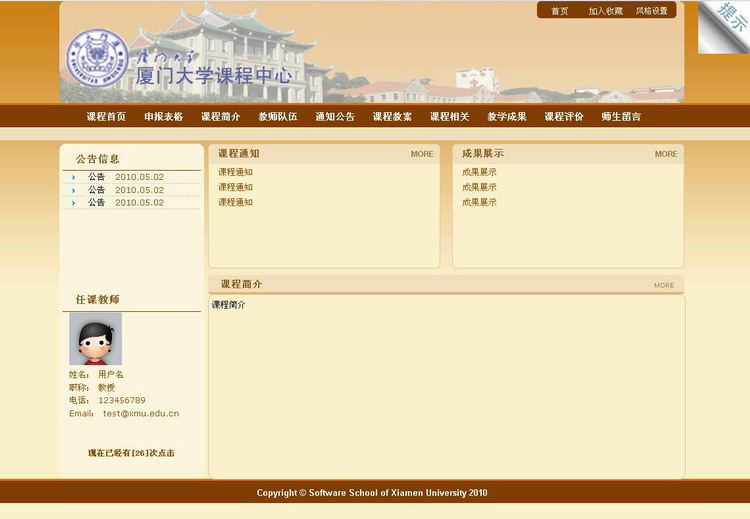 首页 加入收藏 风格设置
提示
厦门大学
厦门大学课程中心
课程首页 申报表格 课程简介 教师队伍 通知公告 课程教案 课程相关 教学成果 课程评价 师生留言
公告信息
公告 2010.05.02
公告 2010.05.02
公告 2010.05.02
课程通知 MORE
课程通知
课程通知
课程通知
成果展示 MORE
成果展示
成果展示
成果展示
任课教师
姓名: 用户名
职称: 教授
电话: 123456789
Email: test@xmu.edu.cn
现在已经有[26]次点击
课程简介 MORE
课程简介
Copyright © Software School of Xiamen University 2010